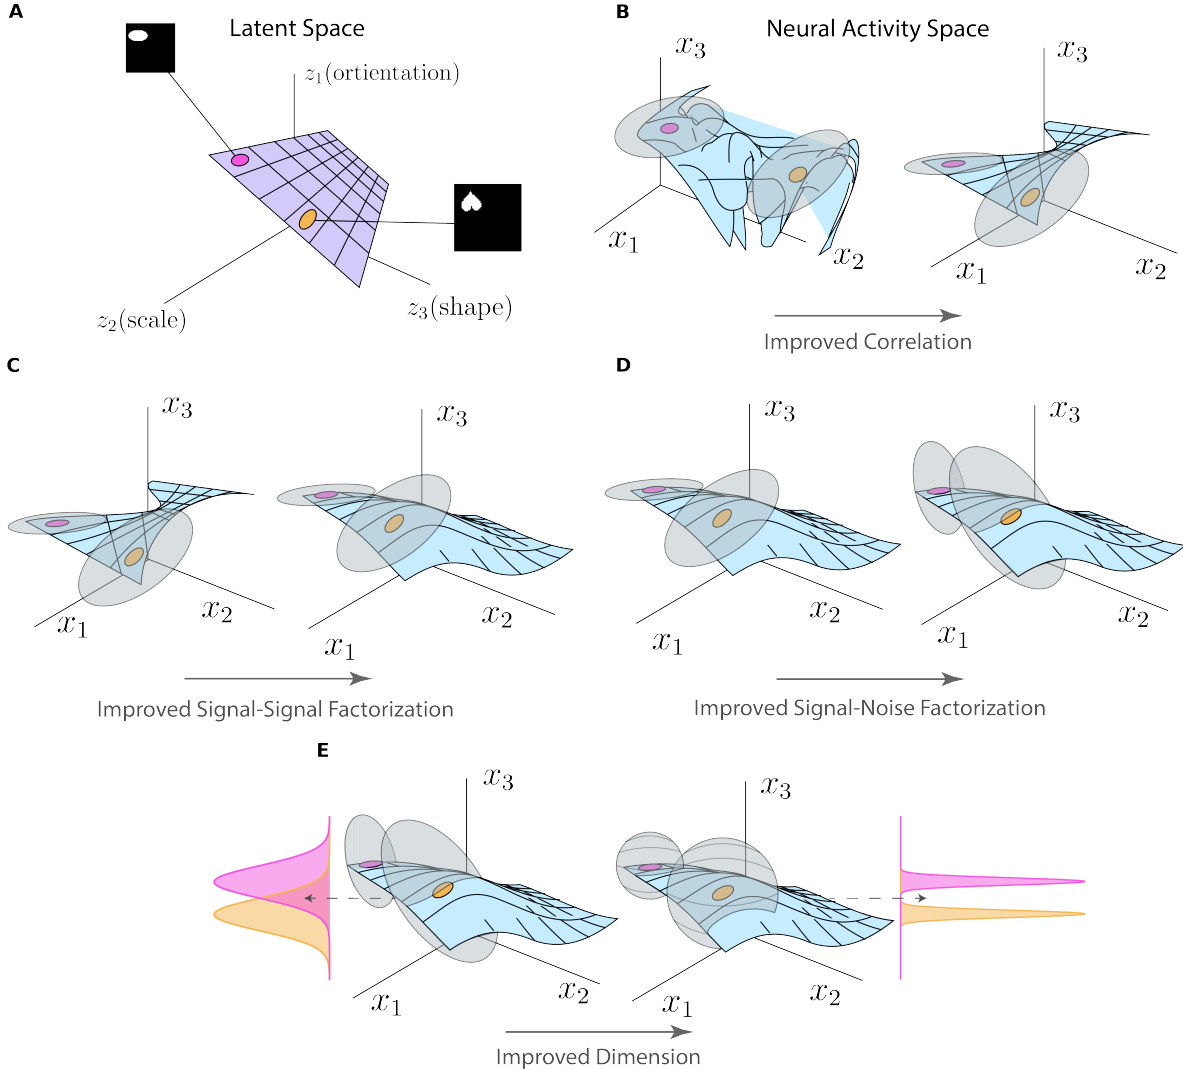 A
Latent Space
z₁(ortientation)
z₂(scale)
z₃(shape)
B
Neural Activity Space
x₃
x₁
x₂
x₃
x₁
x₂
Improved Correlation
C
x₃
x₁
x₂
x₃
x₁
x₂
Improved Signal-Signal Factorization
D
x₃
x₁
x₂
x₃
x₁
x₂
Improved Signal-Noise Factorization
E
x₃
x₁
x₂
x₃
x₁
x₂
Improved Dimension